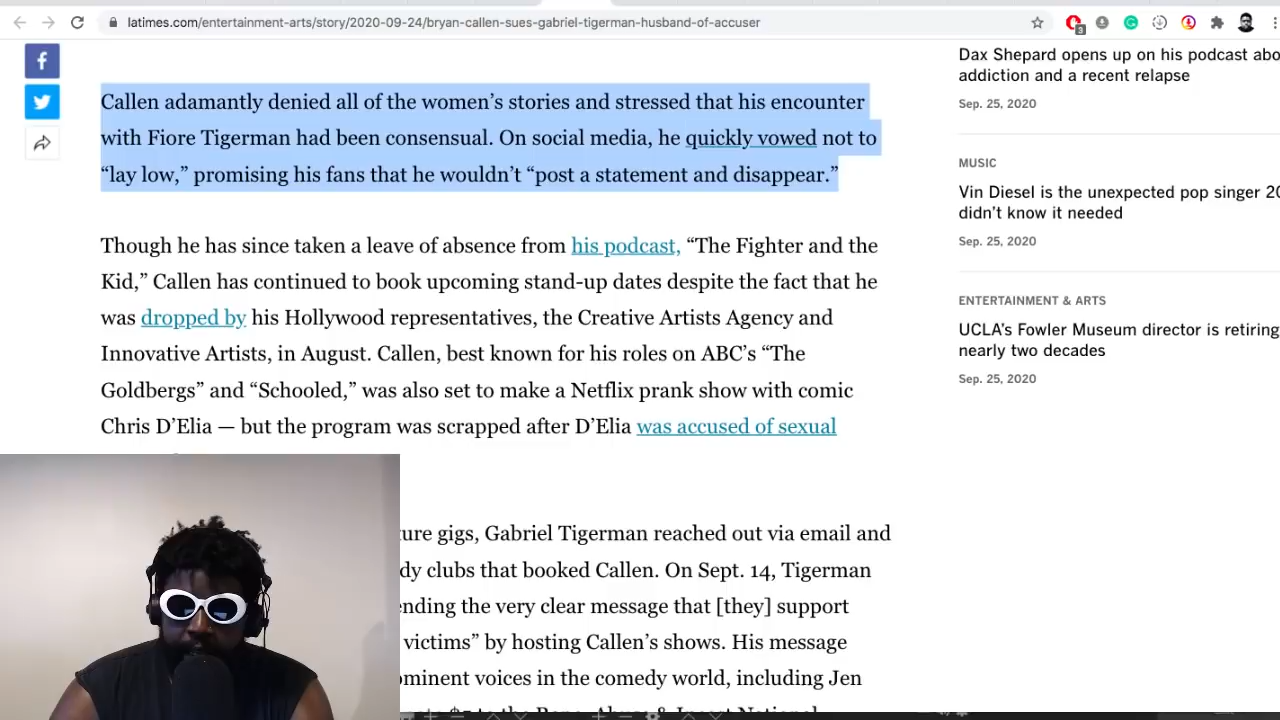 latimes.com/entertainment-arts/story/2020-09-24/bryan-callen-sues-gabriel-tigerman-husband-of-accuser
3
Callen adamantly denied all of the women’s stories and stressed that his encounter
with Fiore Tigerman had been consensual. On social media, he quickly vowed not to
“lay low,” promising his fans that he wouldn’t “post a statement and disappear.”
Though he has since taken a leave of absence from his podcast, “The Fighter and the
Kid,” Callen has continued to book upcoming stand-up dates despite the fact that he
was dropped by his Hollywood representatives, the Creative Artists Agency and
Innovative Artists, in August. Callen, best known for his roles on ABC’s “The
Goldbergs” and “Schooled,” was also set to make a Netflix prank show with comic
Chris D’Elia — but the program was scrapped after D’Elia was accused of sexual
ture gigs, Gabriel Tigerman reached out via email and
dy clubs that booked Callen. On Sept. 14, Tigerman
ending the very clear message that [they] support
victims” by hosting Callen’s shows. His message
ominent voices in the comedy world, including Jen
Dax Shepard opens up on his podcast abo
addiction and a recent relapse
Sep. 25, 2020
MUSIC
Vin Diesel is the unexpected pop singer 20
didn’t know it needed
Sep. 25, 2020
ENTERTAINMENT & ARTS
UCLA’s Fowler Museum director is retiring
nearly two decades
Sep. 25, 2020